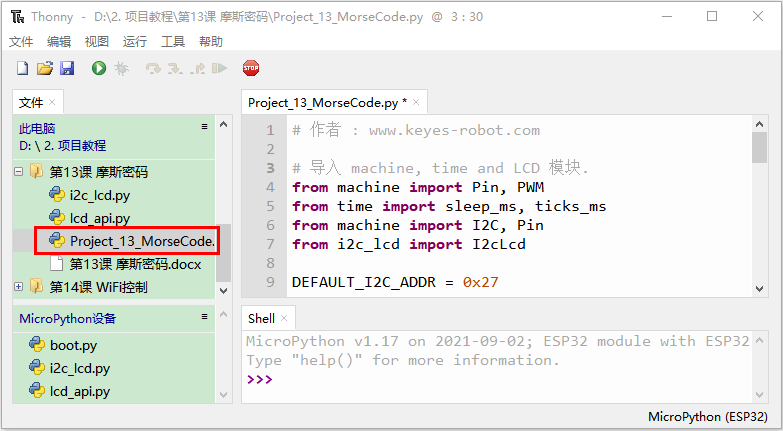 Thonny - D:\2. 项目教程\第13课 摩斯密码\Project_13_MorseCode.py @ 3 : 30
文件 编辑 视图 运行 工具 帮助
STOP
文件
此电脑
D: \ 2. 项目教程
第13课 摩斯密码
i2c_lcd.py
lcd_api.py
Project_13_MorseCode.
第13课 摩斯密码.docx
第14课 WiFi控制
MicroPython设备
boot.py
i2c_lcd.py
lcd_api.py
Project_13_MorseCode.py *
1 # 作者 : www.keyes-robot.com
2
3 # 导入 machine, time and LCD 模块.
4 from machine import Pin, PWM
5 from time import sleep_ms, ticks_ms
6 from machine import I2C, Pin
7 from i2c_lcd import I2cLcd
8
9 DEFAULT_I2C_ADDR = 0x27
Shell
MicroPython v1.17 on 2021-09-02; ESP32 module with ESP32
Type "help()" for more information.
>>>
MicroPython (ESP32)